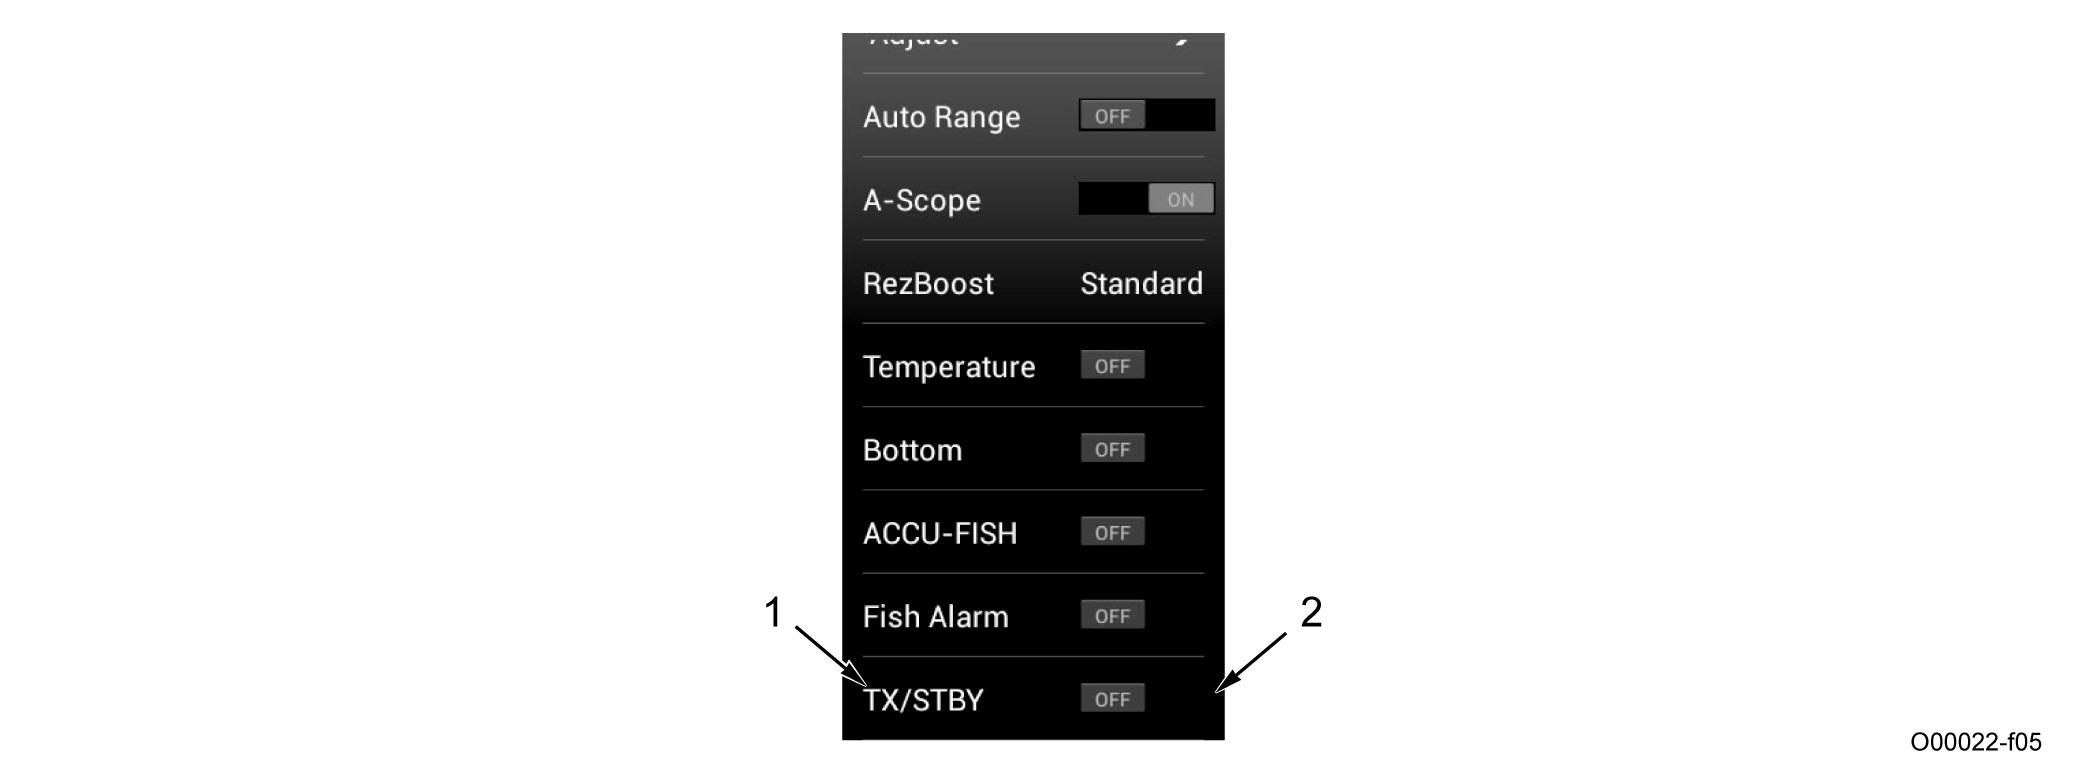 Adjust
Auto Range OFF
A-Scope ON
RezBoost Standard
Temperature OFF
Bottom OFF
ACCU-FISH OFF
Fish Alarm OFF
1 2
TX/STBY OFF
O00022-f05